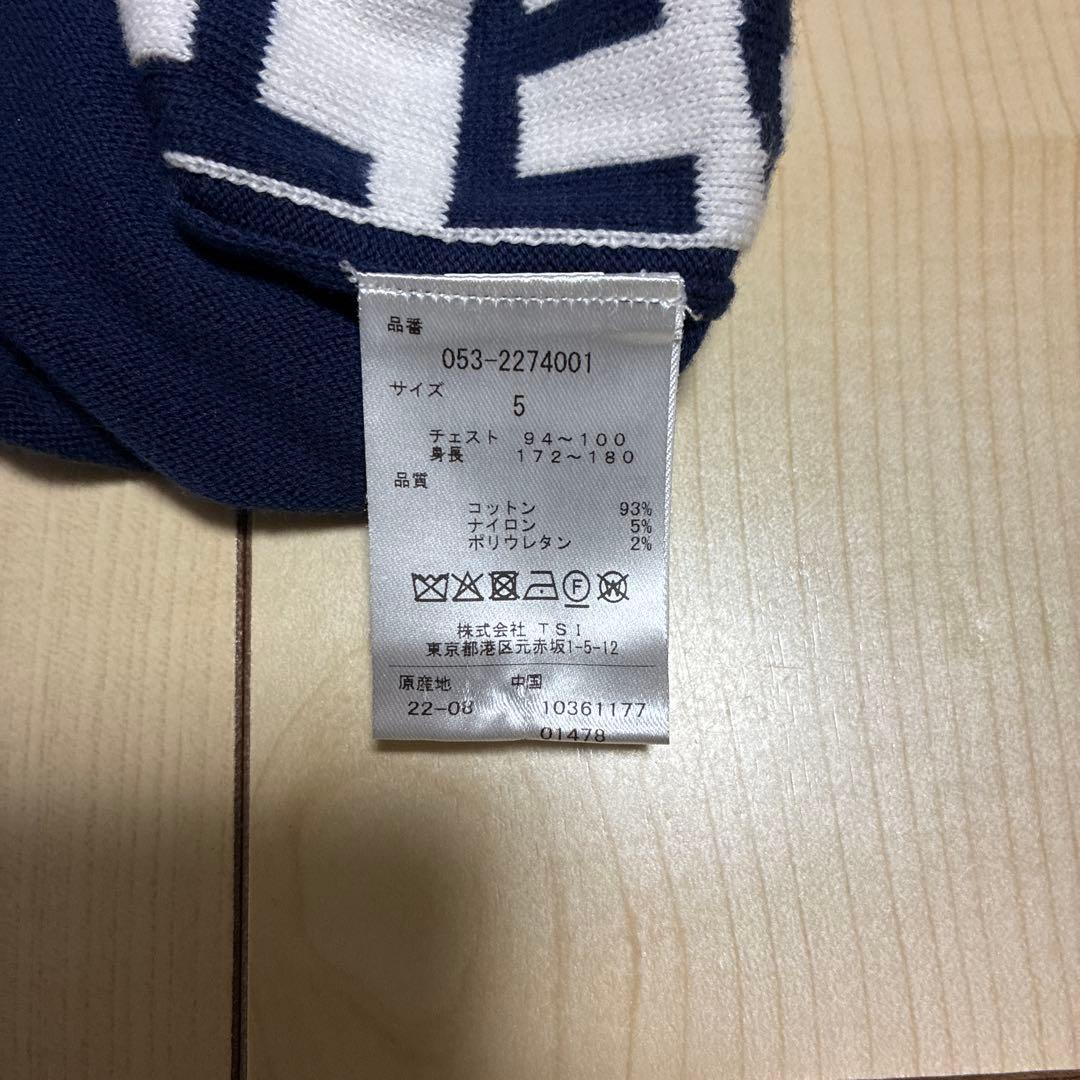 品番
053-2274001
サイズ
5
チェスト 94〜100
身長 172〜180
品質
コットン 93%
ナイロン 5%
ポリウレタン 2%
F W
株式会社 TSI
東京都港区元赤坂1-5-12
原産地 中国
22-08 10361177
01478